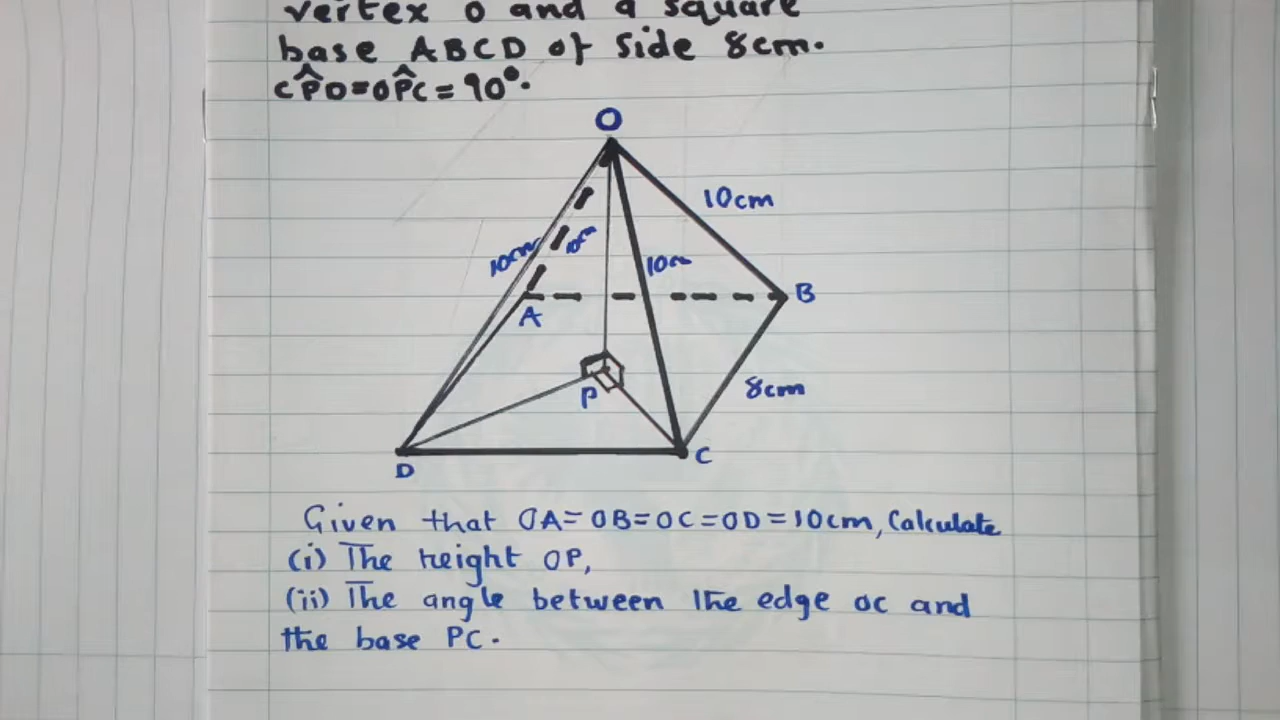 vertex O and a square
base ABCD of side 8cm.
CP̂D=OP̂C=90°.
O
10cm
10cm
10cm
10cm
A
B
P
8cm
D
C
Given that OA=OB=OC=OD=10cm, Calculate
(i) The height OP,
(ii) The angle between the edge OC and
the base PC.